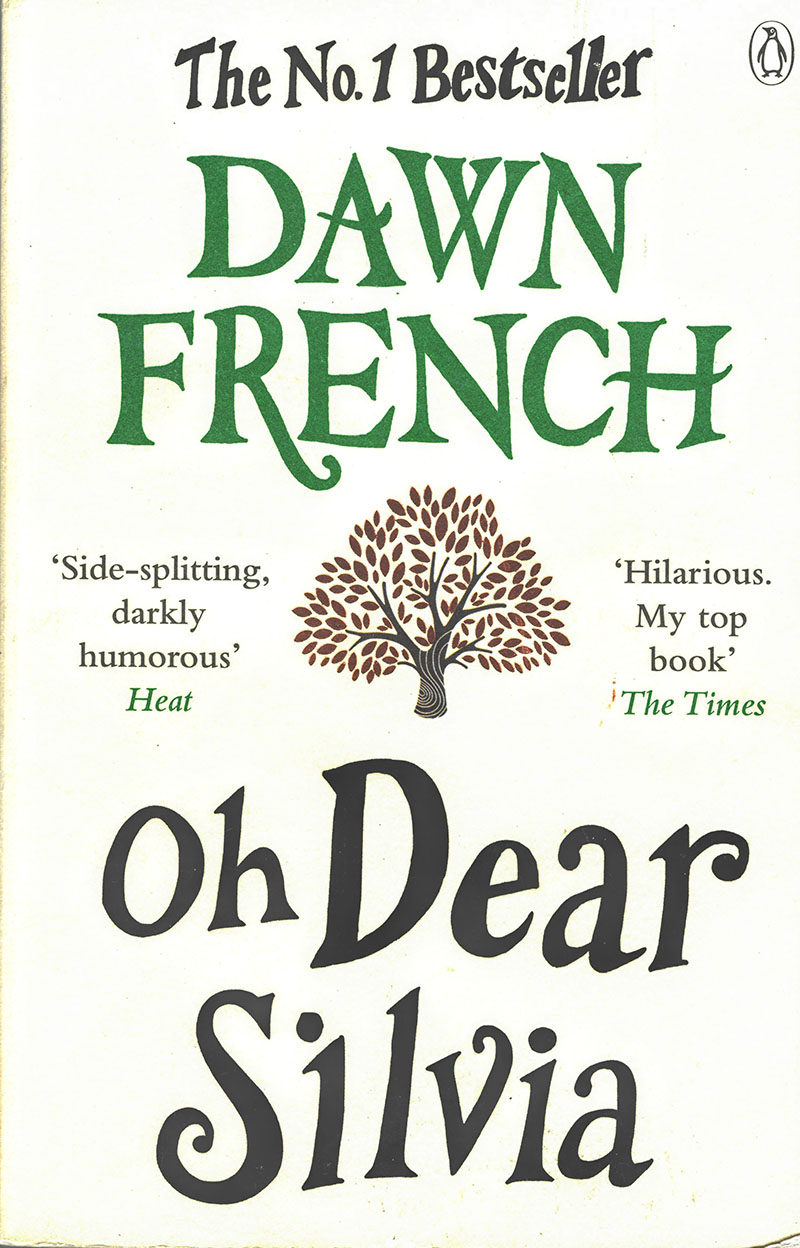 The No. 1 Bestseller
DAWN
FRENCH
‘Side-splitting,
darkly
humorous’
Heat
‘Hilarious.
My top
book’
The Times
Oh Dear
Silvia